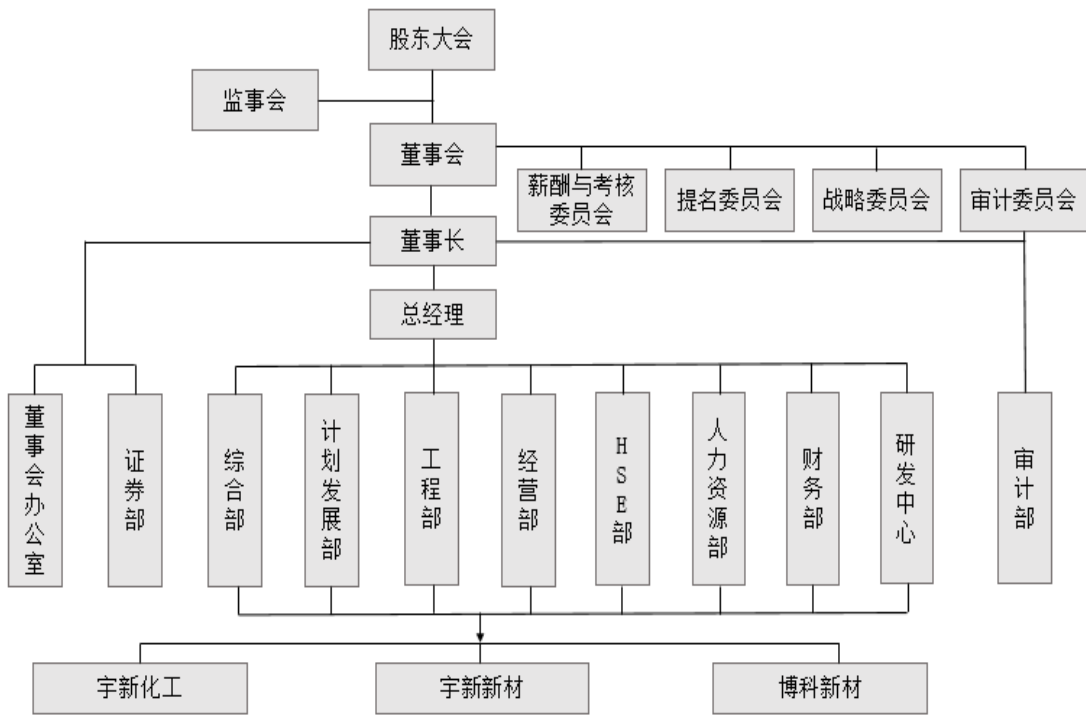 股东大会
监事会
董事会
薪酬与考核
委员会
提名委员会
战略委员会
审计委员会
董事长
总经理
董事会办公室
证券部
综合部
计划发展部
工程部
经营部
HSE部
人力资源部
财务部
研发中心
审计部
宇新化工
宇新新材
博科新材